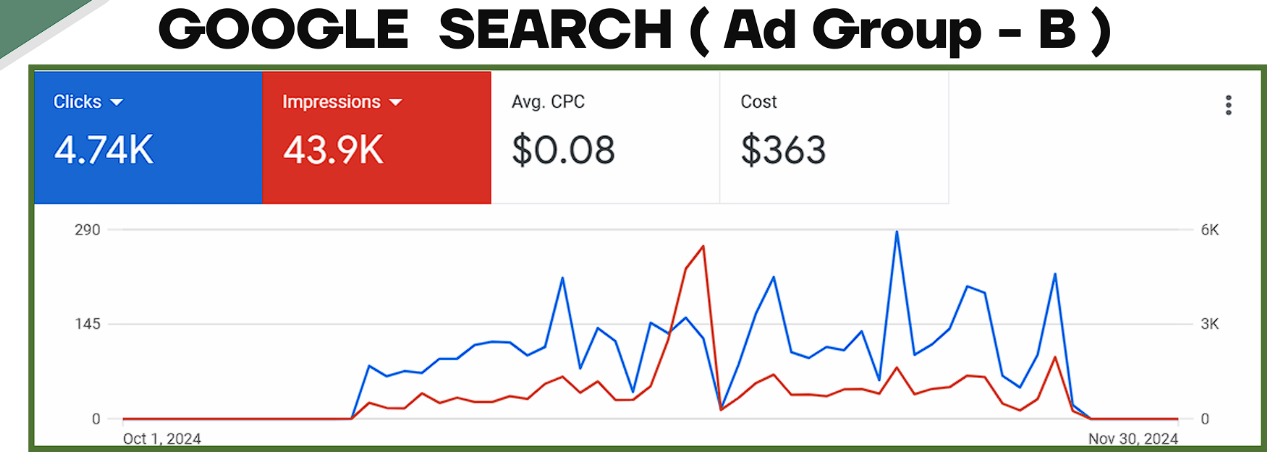 GOOGLE SEARCH ( Ad Group - B )
Clicks Impressions Avg. CPC Cost
4.74K 43.9K $0.08 $363
290 6K
145 3K
0 0
Oct 1, 2024 Nov 30, 2024